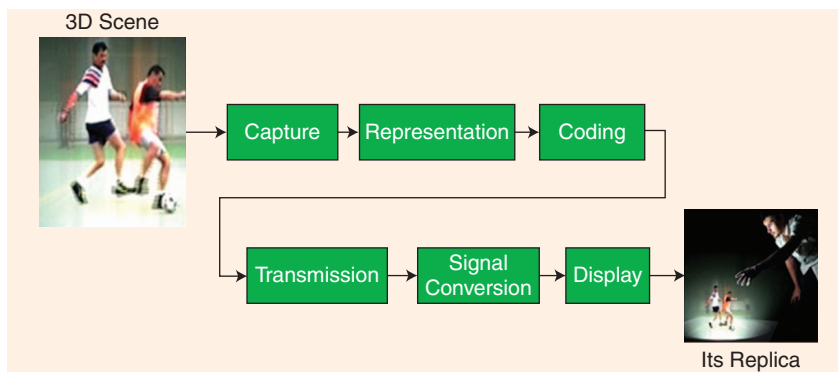 3D Scene
Capture
Representation
Coding
Transmission
Signal
Conversion
Display
Its Replica